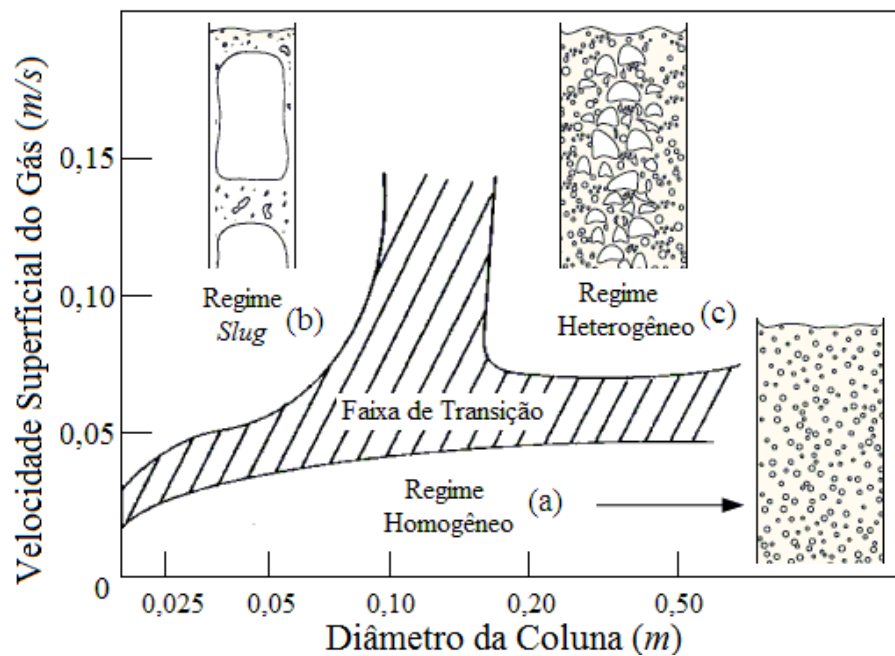 Velocidade Superficial do Gás (m/s)
0,15
0,10
0,05
0
Regime
Slug (b)
Regime
Heterogêneo (c)
Faixa de Transição
Regime
Homogêneo (a)
0,025 0,05 0,10 0,20 0,50
Diâmetro da Coluna (m)